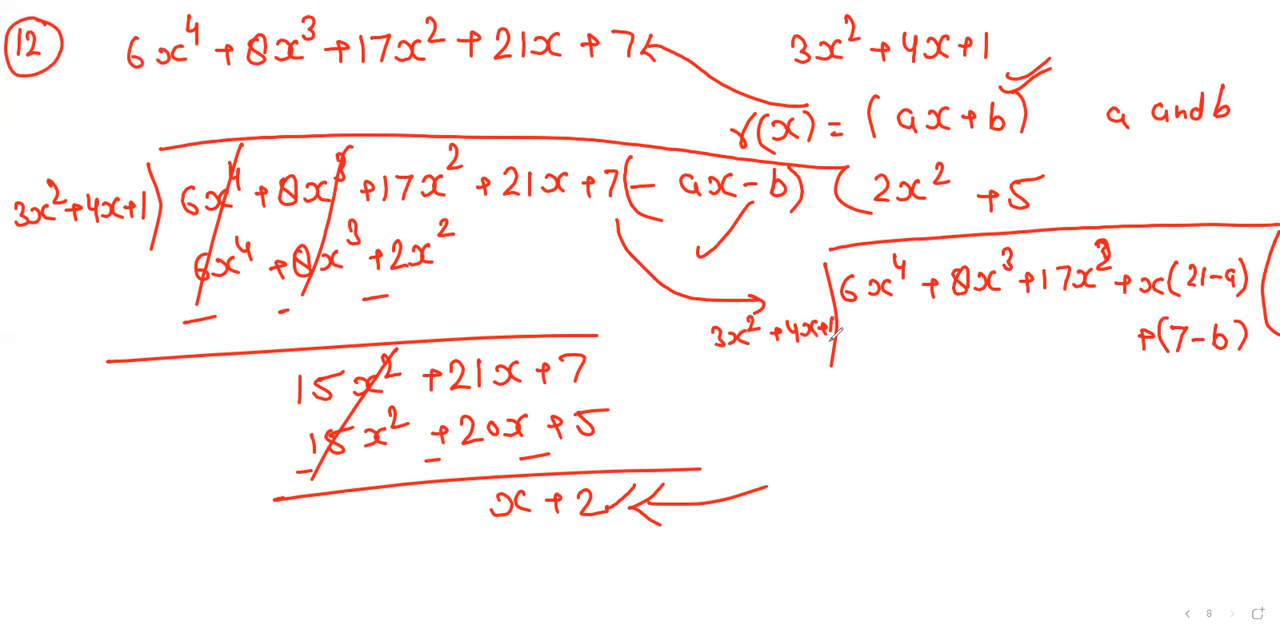 12 6x⁴ + 8x³ + 17x² + 21x + 7 3x² + 4x + 1
r(x) = (ax + b) a and b
3x² + 4x + 1 ) 6x⁴ + 8x³ + 17x² + 21x + 7 (- ax - b) ( 2x² + 5
6x⁴ + 8x³ + 2x²
15x² + 21x + 7
15x² + 20x + 5
x + 2
3x² + 4x + 1 6x⁴ + 8x³ + 17x² + x(21-a)
+ (7-b)
8